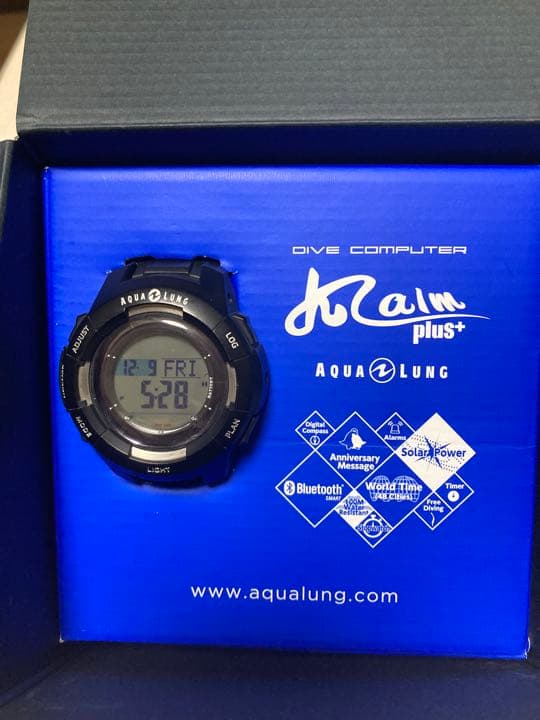 DIVE COMPUTER
Kalm
plus+
AQUA LUNG
AQUA LUNG
ADJUST
LOG
MODE
PLAN
LIGHT
12. 9 FRI
5:28
Digital
Compass
Anniversary
Message
Alarms
Solar Power
Bluetooth®
SMART
World Time
(48 Cities)
Timer
100M
Water
Resistant
Free
Diving
www.aqualung.com